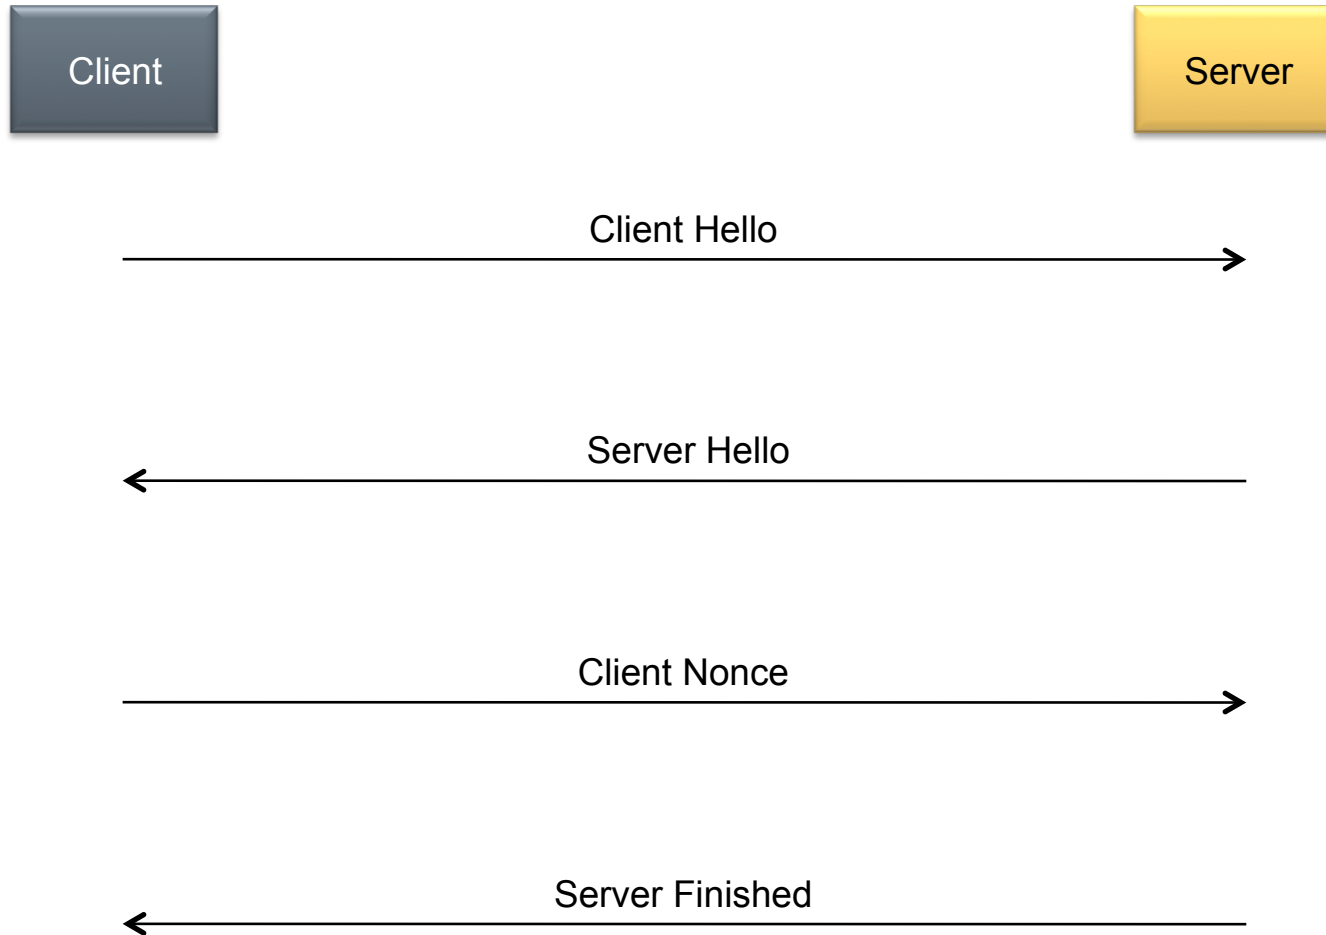 Client
Server
Client Hello
Server Hello
Client Nonce
Server Finished